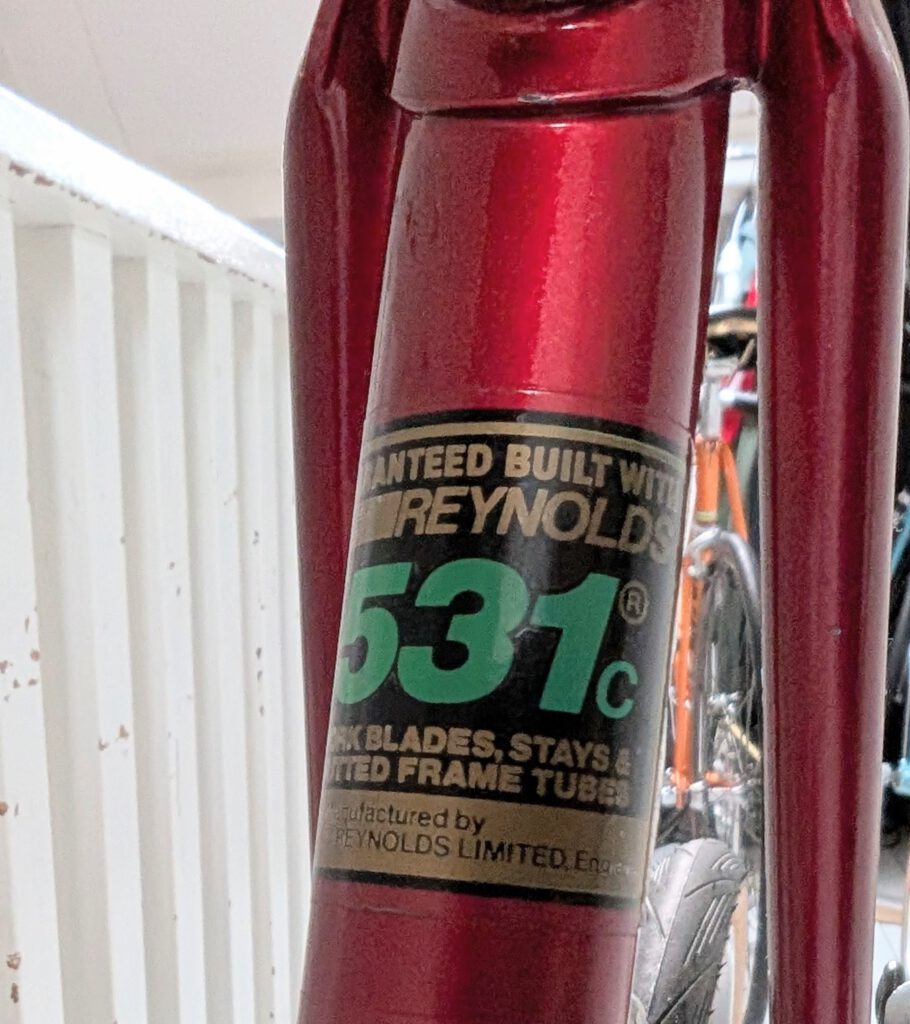 BUILT WITH
REYNOLDS
531®
C
BLADES, STAYS &
FRAME TUBES
by
REYNOLDS LIMITED,